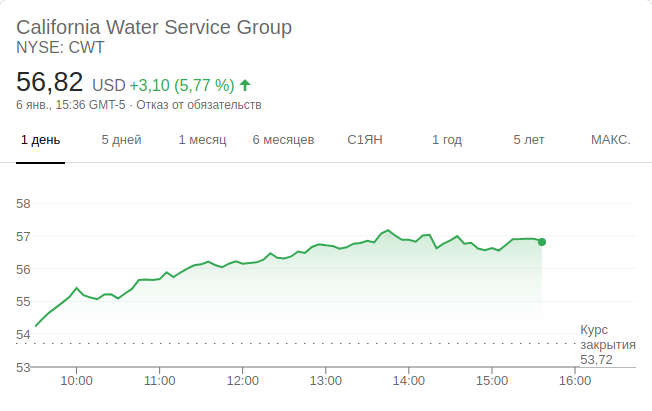 California Water Service Group
NYSE: CWT
56,82 USD +3,10 (5,77 %)
6 янв., 15:36 GMT-5 · Отказ от обязательств
1 день 5 дней 1 месяц 6 месяцев С1ЯН 1 год 5 лет МАКС.
58
57
56
55
54
Курс
закрытия
53,72
53
10:00 11:00 12:00 13:00 14:00 15:00 16:00